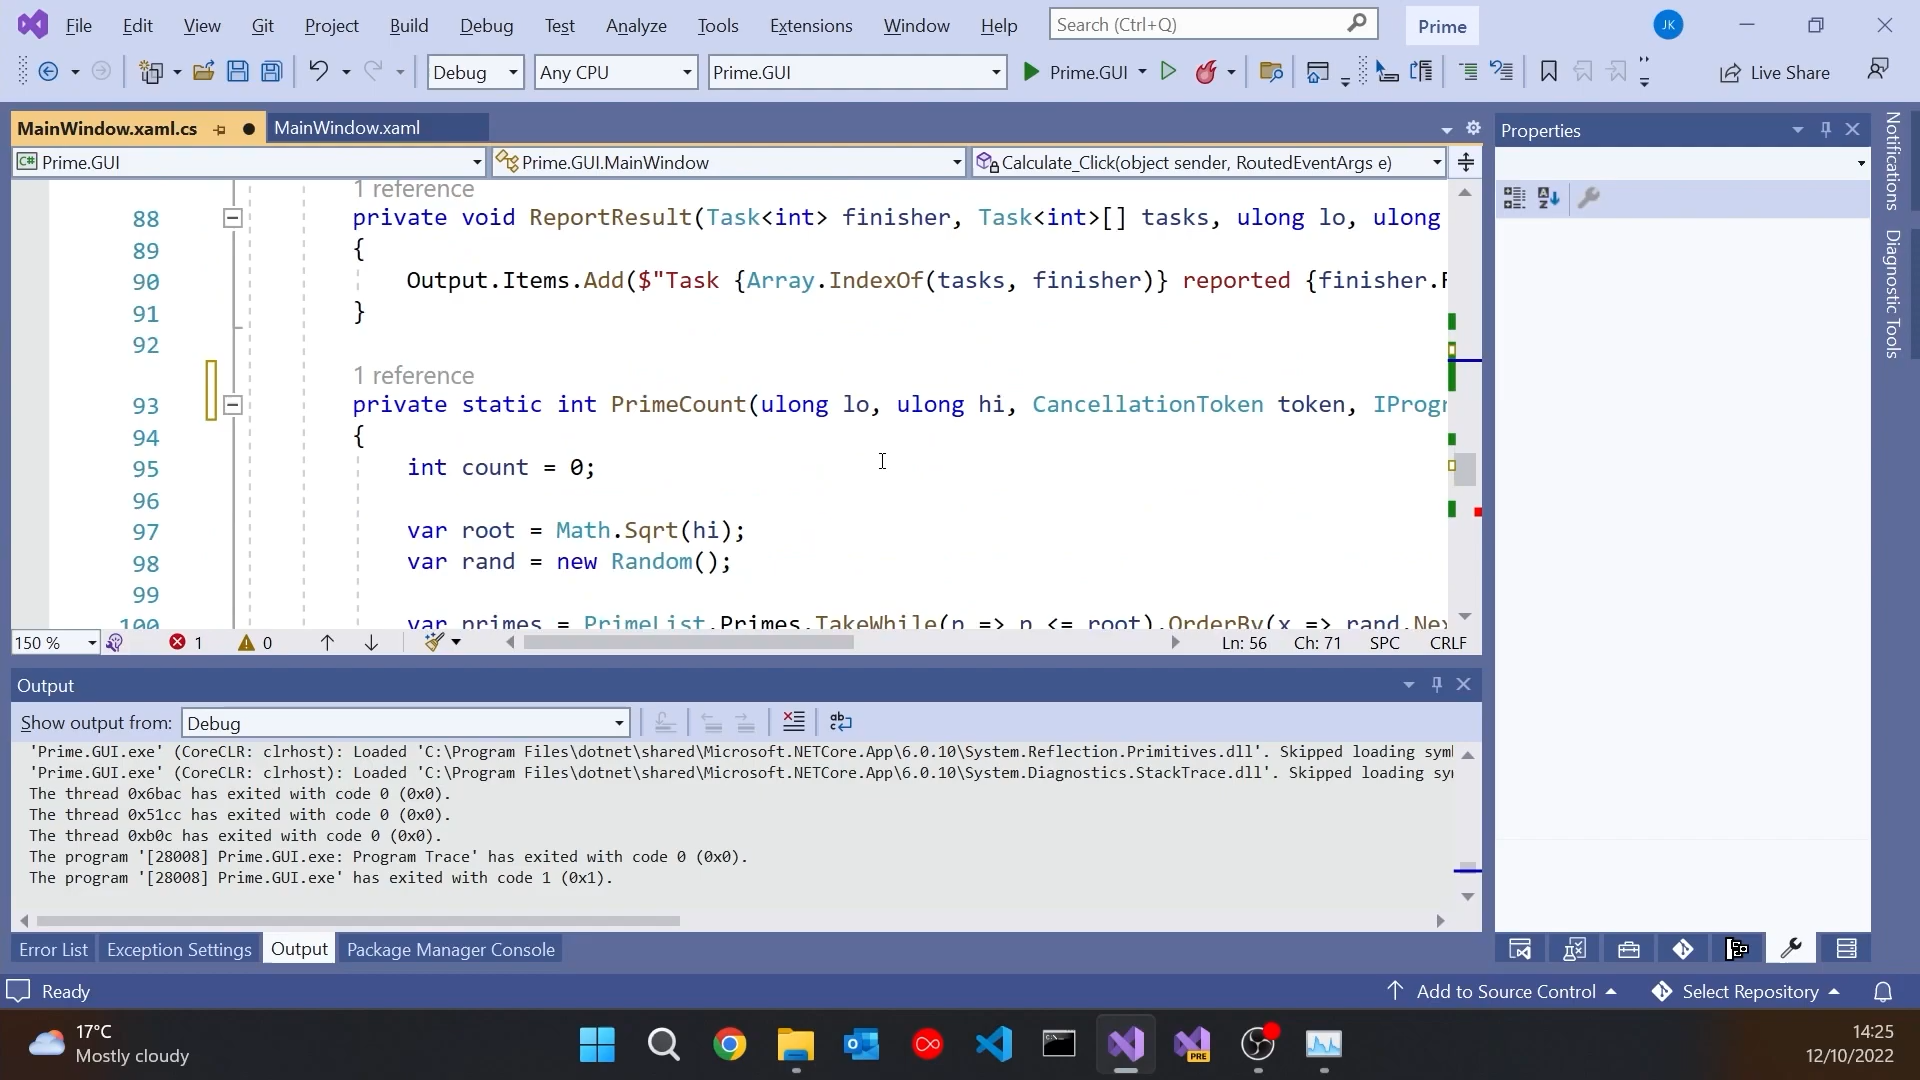 File Edit View Git Project Build Debug Test Analyze Tools Extensions Window Help Search (Ctrl+Q) Prime JK
Debug Any CPU Prime.GUI Prime.GUI Live Share
MainWindow.xaml.cs MainWindow.xaml
Prime.GUI Prime.GUI.MainWindow Calculate_Click(object sender, RoutedEventArgs e)
1 reference
88 private void ReportResult(Task<int> finisher, Task<int>[] tasks, ulong lo, ulong
89 {
90 Output.Items.Add($"Task {Array.IndexOf(tasks, finisher)} reported {finisher.
91 }
92
1 reference
93 private static int PrimeCount(ulong lo, ulong hi, CancellationToken token, IProgr
94 {
95 int count = 0;
96
97 var root = Math.Sqrt(hi);
98 var rand = new Random();
99
100 var primes = PrimeList.Primes.TakeWhile(p => p <= root).OrderBy(x => rand.Nex
150 % 1 0 Ln: 56 Ch: 71 SPC CRLF
Output
Show output from: Debug
'Prime.GUI.exe' (CoreCLR: clrhost): Loaded 'C:\Program Files\dotnet\shared\Microsoft.NETCore.App\6.0.10\System.Reflection.Primitives.dll'. Skipped loading
'Prime.GUI.exe' (CoreCLR: clrhost): Loaded 'C:\Program Files\dotnet\shared\Microsoft.NETCore.App\6.0.10\System.Diagnostics.StackTrace.dll'. Skipped loading
The thread 0x6bac has exited with code 0 (0x0).
The thread 0x51cc has exited with code 0 (0x0).
The thread 0xb0c has exited with code 0 (0x0).
The program '[28008] Prime.GUI.exe: Program Trace' has exited with code 0 (0x0).
The program '[28008] Prime.GUI.exe' has exited with code 1 (0x1).
Error List Exception Settings Output Package Manager Console
Properties
Notifications
Diagnostic Tools
Ready Add to Source Control Select Repository
17°C
Mostly cloudy
PRE
14:25
12/10/2022